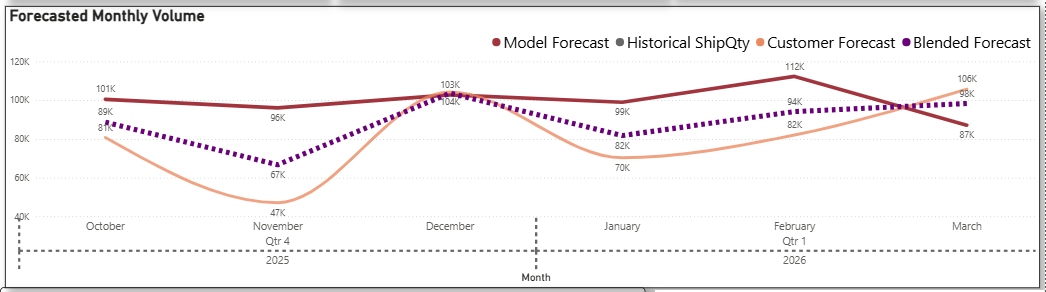 Forecasted Monthly Volume
Model Forecast Historical ShipQty Customer Forecast Blended Forecast
120K
100K
80K
60K
40K
101K
89K
81K
96K
67K
47K
103K
104K
99K
82K
70K
112K
94K
82K
106K
98K
87K
October November December January February March
Qtr 4 Qtr 1
2025 2026
Month